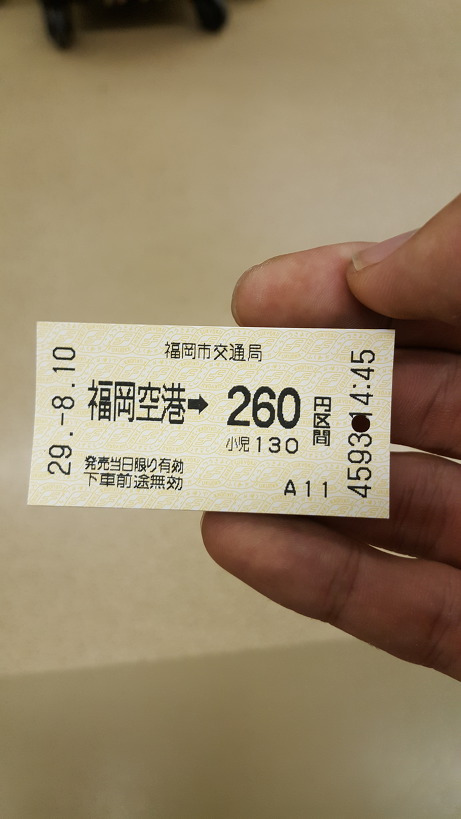 福岡市交通局
29.-8.10
福岡空港➡ 260円区間
小児130
発売当日限り有効
下車前途無効
A11
4593 14:45